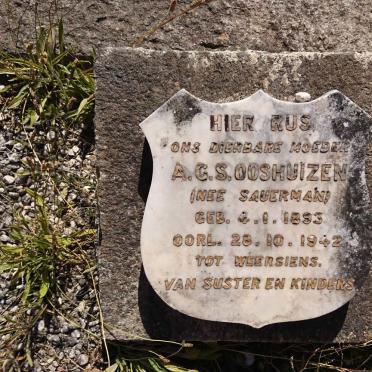 HIER RUS
ONS DIERBARE MOEDER
A.C.S. OOSHUIZEN
(NEE SAUERMAN)
GEB. 4.1.1893
OORL. 28.10.1942
TOT WEERSIENS.
VAN SUSTER EN KINDERS